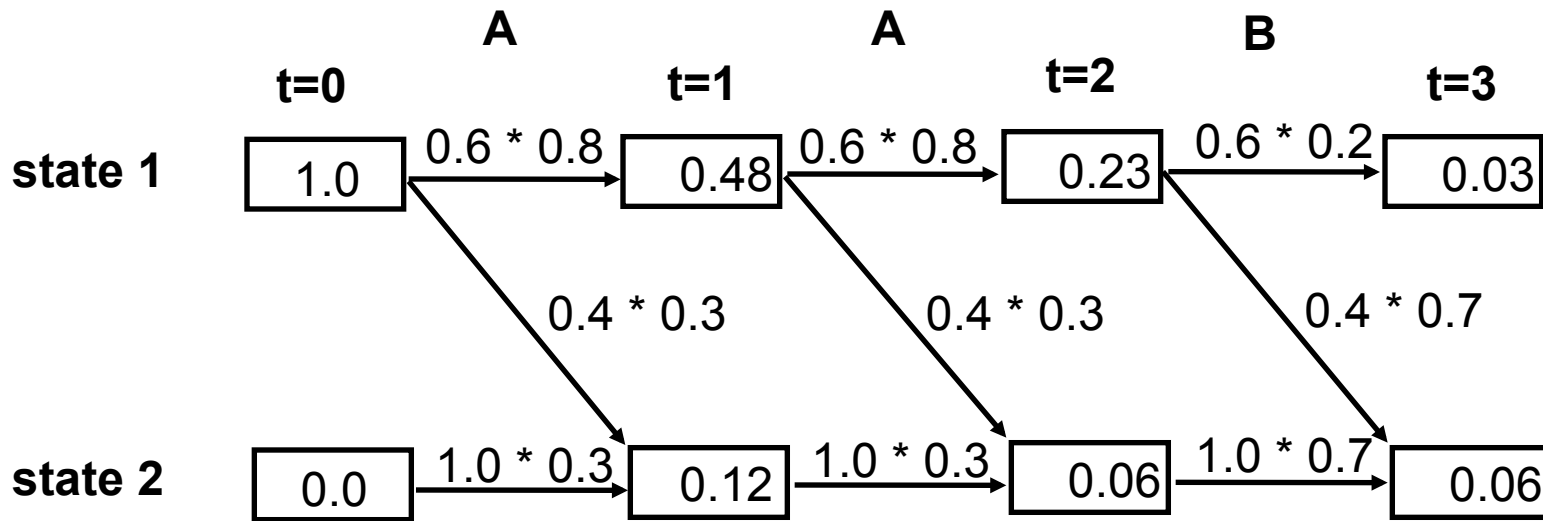 A A B
t=0 t=1 t=2 t=3
0.6 * 0.8 0.6 * 0.8 0.6 * 0.2
state 1 1.0 0.48 0.23 0.03
0.4 * 0.3 0.4 * 0.3 0.4 * 0.7
1.0 * 0.3 1.0 * 0.3 1.0 * 0.7
state 2 0.0 0.12 0.06 0.06